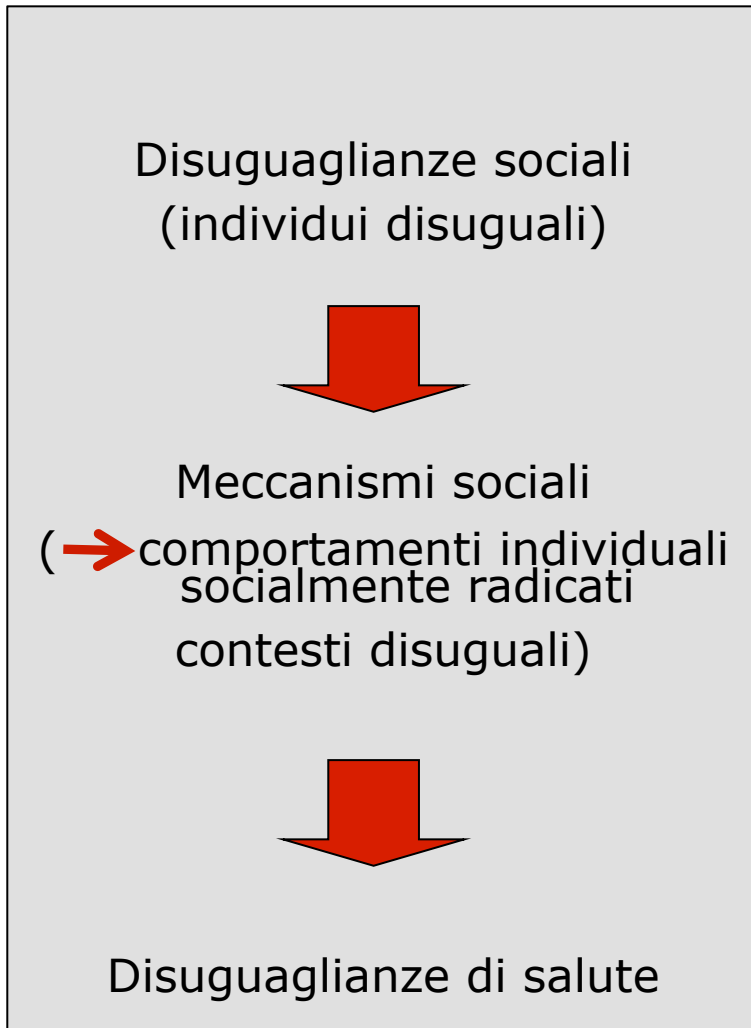 Disuguaglianze sociali
(individui disuguali)
Meccanismi sociali
(→comportamenti individuali
socialmente radicati
contesti disuguali)
Disuguaglianze di salute